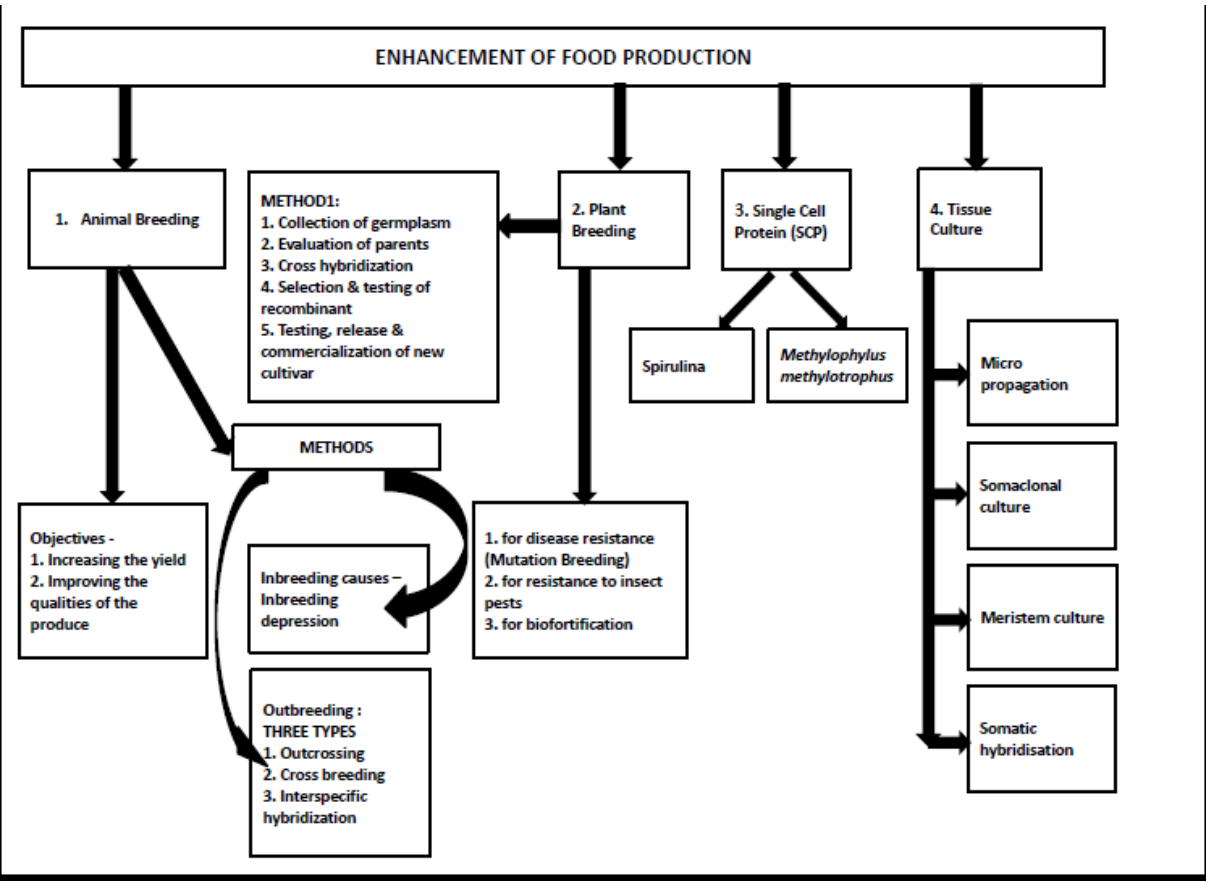 ENHANCEMENT OF FOOD PRODUCTION
1. Animal Breeding
METHOD1:
1. Collection of germplasm
2. Evaluation of parents
3. Cross hybridization
4. Selection & testing of
recombinant
5. Testing, release &
commercialization of new
cultivar
2. Plant
Breeding
3. Single Cell
Protein (SCP)
4. Tissue
Culture
Spirulina
Methylophylus
methylotrophus
Micro
propagation
METHODS
Somaclonal
culture
Objectives -
1. Increasing the yield
2. Improving the
qualities of the
produce
Inbreeding causes –
Inbreeding
depression
1. for disease resistance
(Mutation Breeding)
2. for resistance to insect
pests
3. for biofortification
Meristem culture
Outbreeding :
THREE TYPES
1. Outcrossing
2. Cross breeding
3. Interspecific
hybridization
Somatic
hybridisation